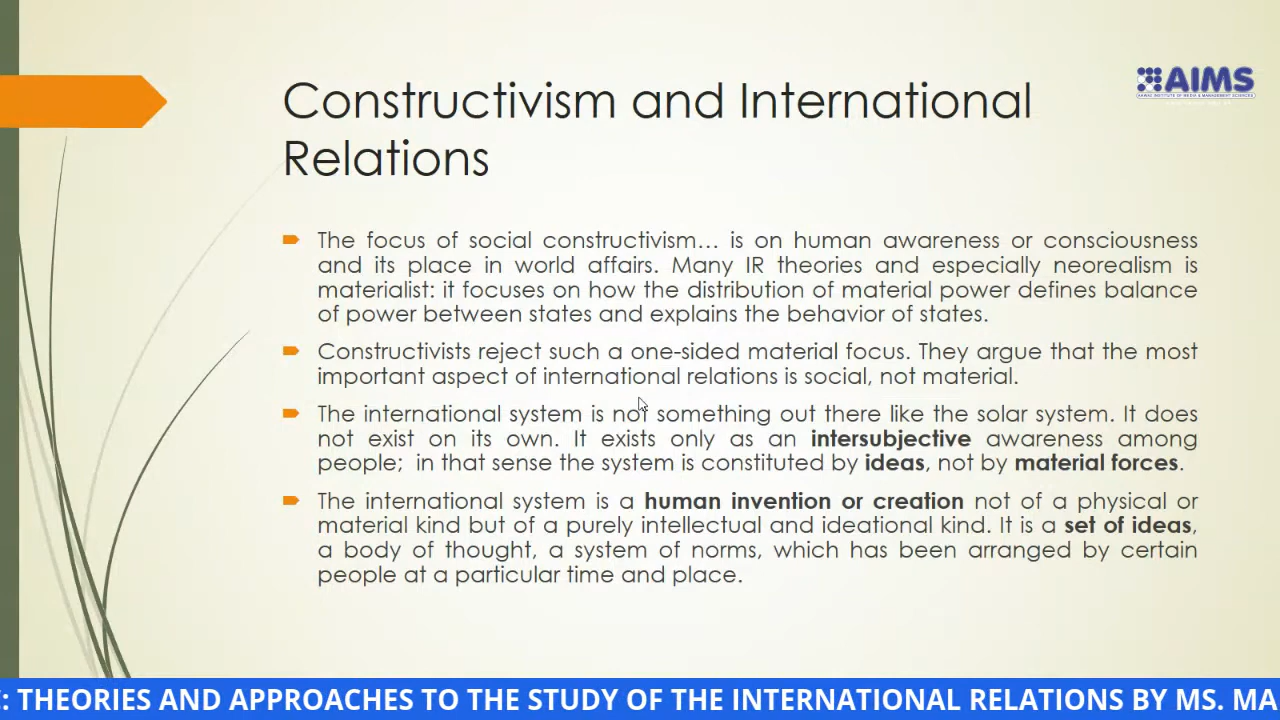 AIMS
Constructivism and International
Relations
The focus of social constructivism… is on human awareness or consciousness
and its place in world affairs. Many IR theories and especially neorealism is
materialist: it focuses on how the distribution of material power defines balance
of power between states and explains the behavior of states.
Constructivists reject such a one-sided material focus. They argue that the most
important aspect of international relations is social, not material.
The international system is not something out there like the solar system. It does
not exist on its own. It exists only as an intersubjective awareness among
people; in that sense the system is constituted by ideas, not by material forces.
The international system is a human invention or creation not of a physical or
material kind but of a purely intellectual and ideational kind. It is a set of ideas,
a body of thought, a system of norms, which has been arranged by certain
people at a particular time and place.
: THEORIES AND APPROACHES TO THE STUDY OF THE INTERNATIONAL RELATIONS BY MS. MA